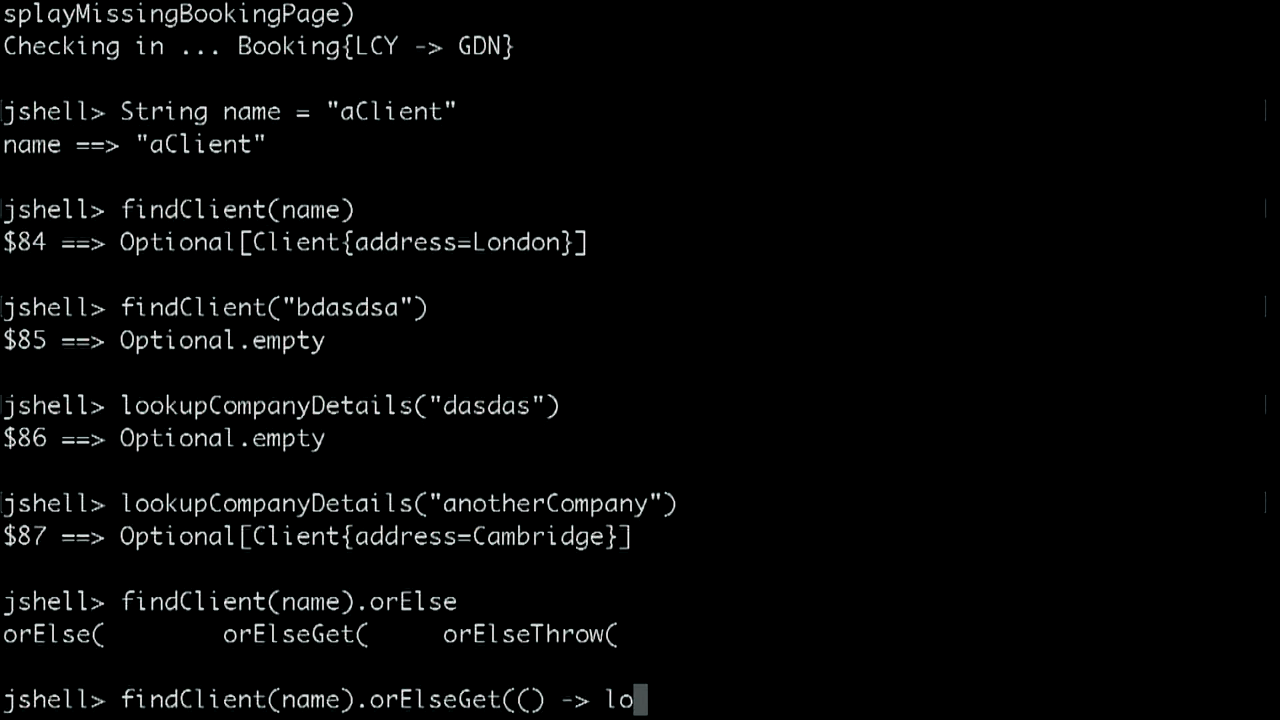 splayMissingBookingPage)
Checking in ... Booking{LCY -> GDN}
jshell> String name = "aClient"
name ==> "aClient"
jshell> findClient(name)
$84 ==> Optional[Client{address=London}]
jshell> findClient("bdasdsa")
$85 ==> Optional.empty
jshell> lookupCompanyDetails("dasdas")
$86 ==> Optional.empty
jshell> lookupCompanyDetails("anotherCompany")
$87 ==> Optional[Client{address=Cambridge}]
jshell> findClient(name).orElse
orElse( orElseGet( orElseThrow(
jshell> findClient(name).orElseGet(() -> lo